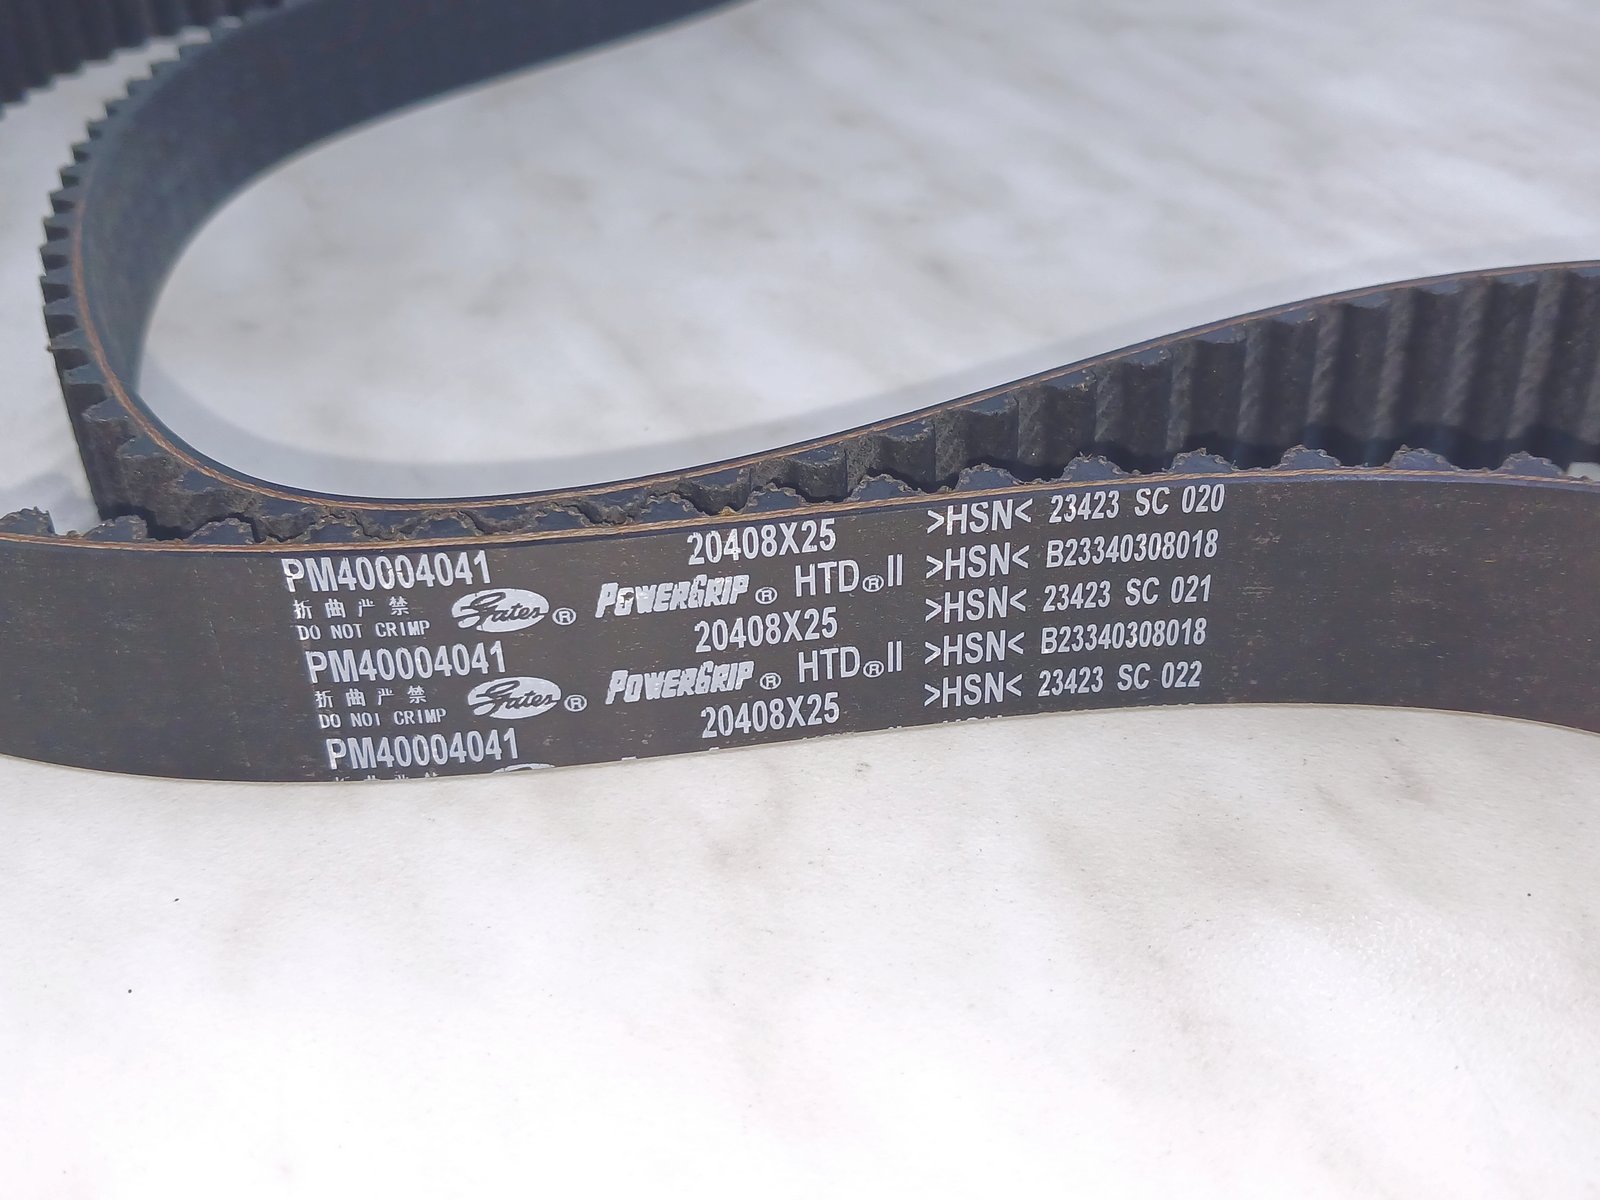 20408X25 >HSN< 23423 SC 020
PM40004041 Gates® POWERGRIP® HTD®II >HSN< B23340308018
折曲严禁
DO NOT CRIMP 20408X25 >HSN< 23423 SC 021
PM40004041 Gates® POWERGRIP® HTD®II >HSN< B23340308018
折曲严禁
DO NOT CRIMP 20408X25 >HSN< 23423 SC 022
PM40004041